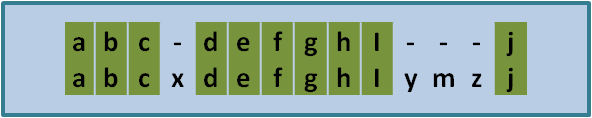 a b c - d e f g h I - - - j
a b c x d e f g h I y m z j